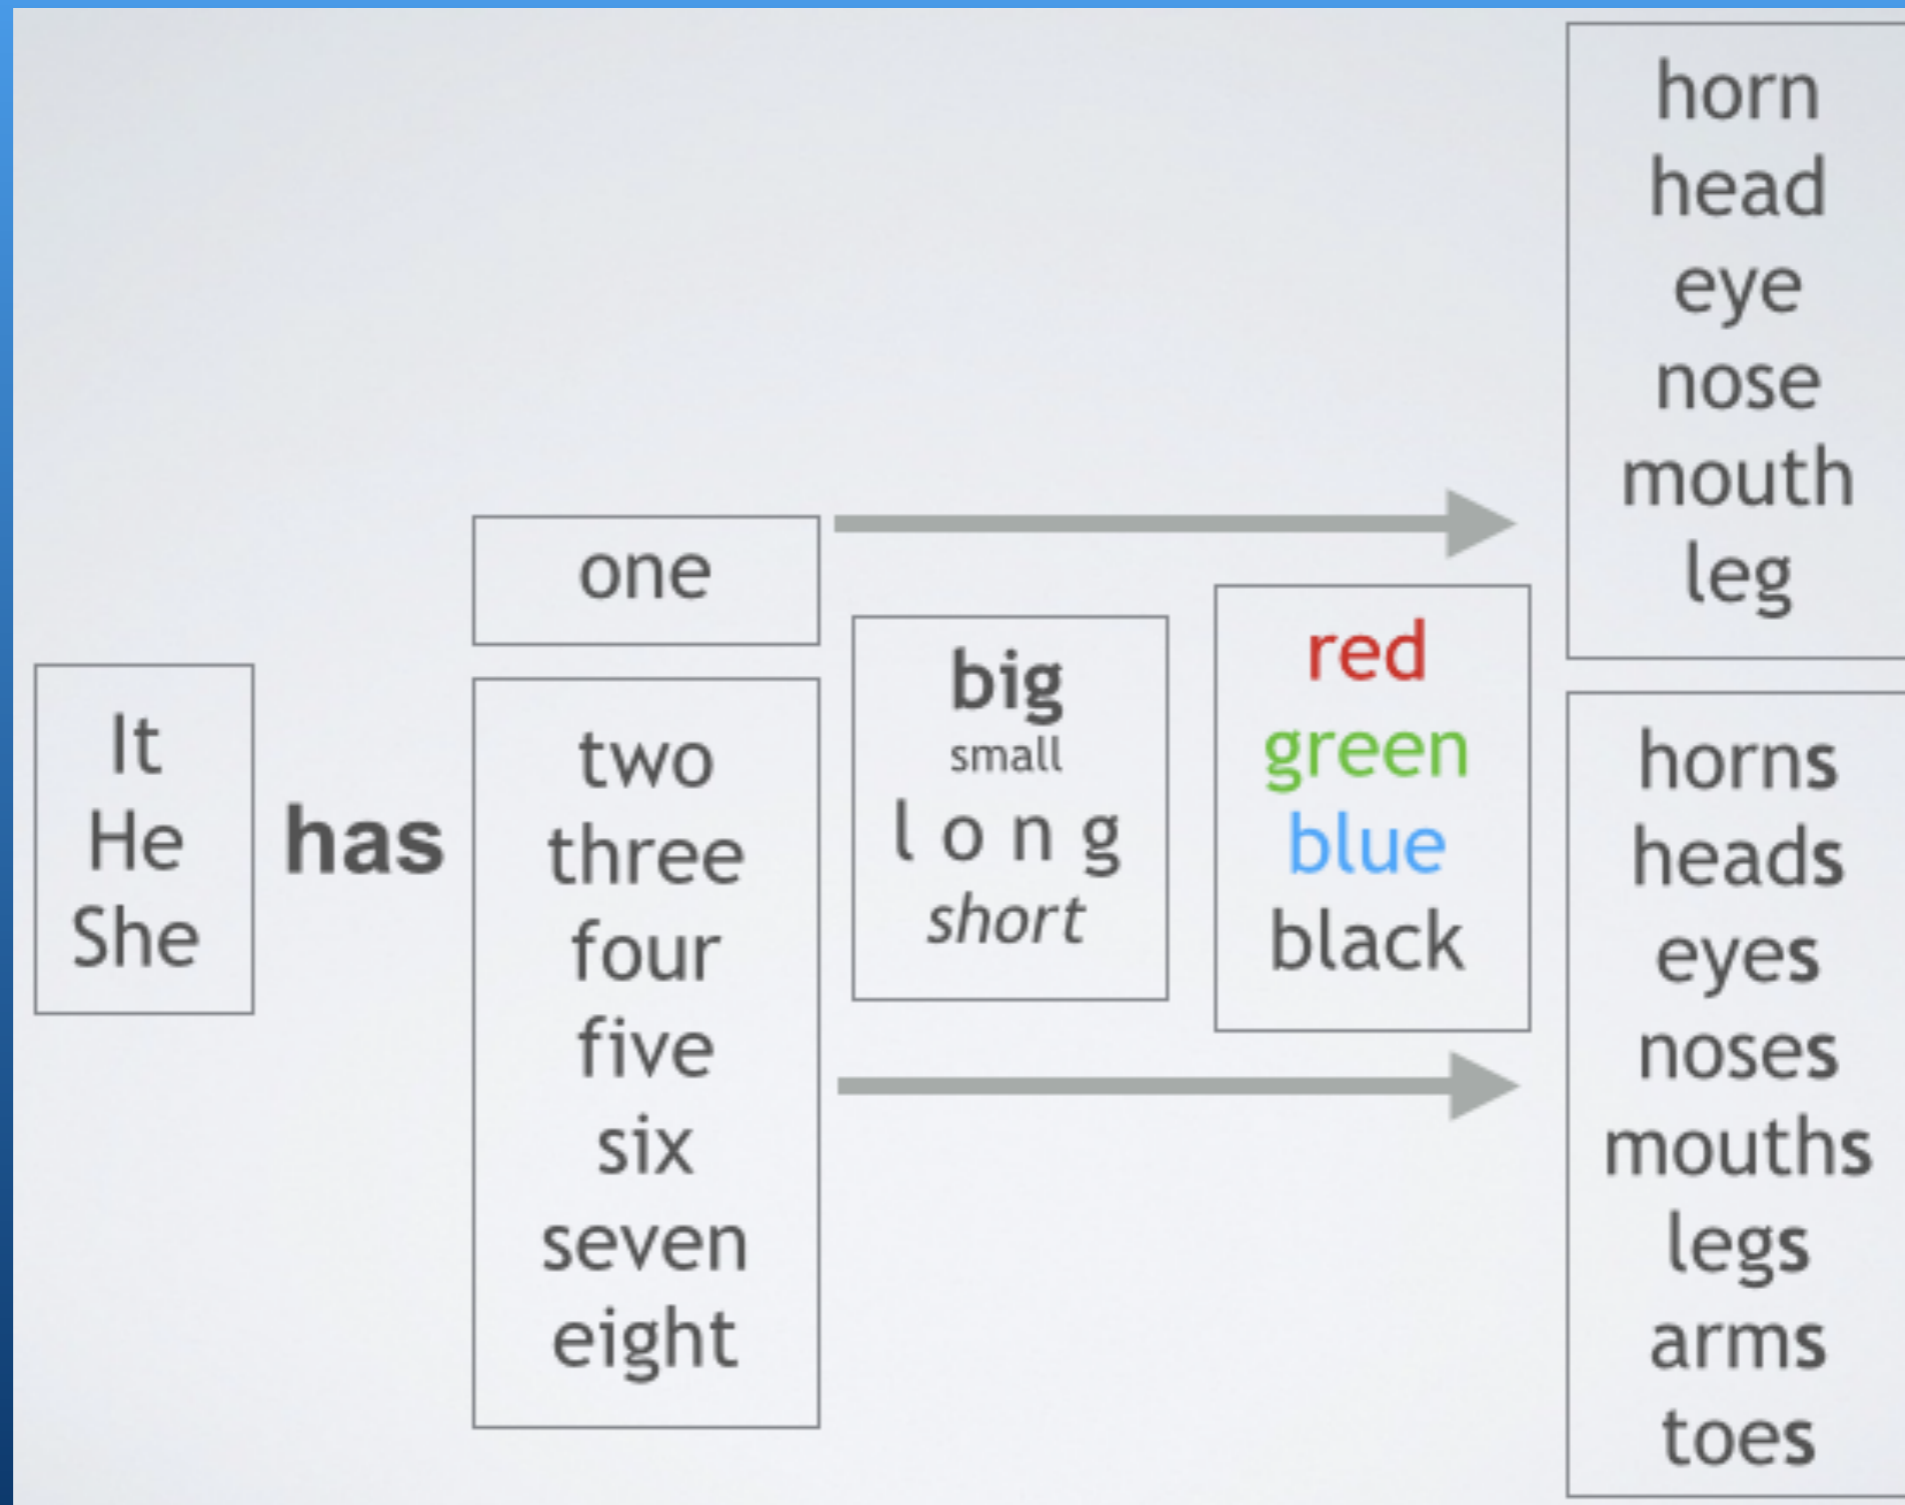 It
He
She
has
one
two
three
four
five
six
seven
eight
big
small
long
short
red
green
blue
black
horn
head
eye
nose
mouth
leg
horns
heads
eyes
noses
mouths
legs
arms
toes